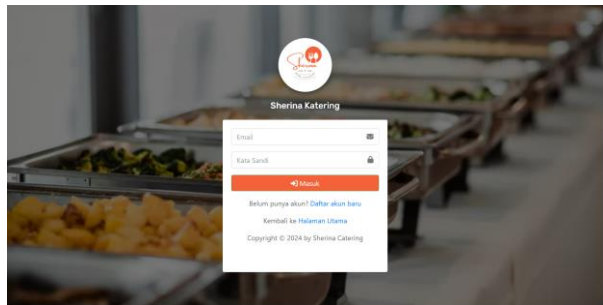 Sherina
Sherina Katering
Email
Kata Sandi
Masuk
Belum punya akun? Daftar akun baru
Kembali ke Halaman Utama
Copyright © 2024 by Sherina Catering